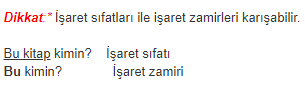 Dikkat:* İşaret sıfatları ile işaret zamirleri karışabilir.
Bu kitap kimin? İşaret sıfatı
Bu kimin? İşaret zamiri